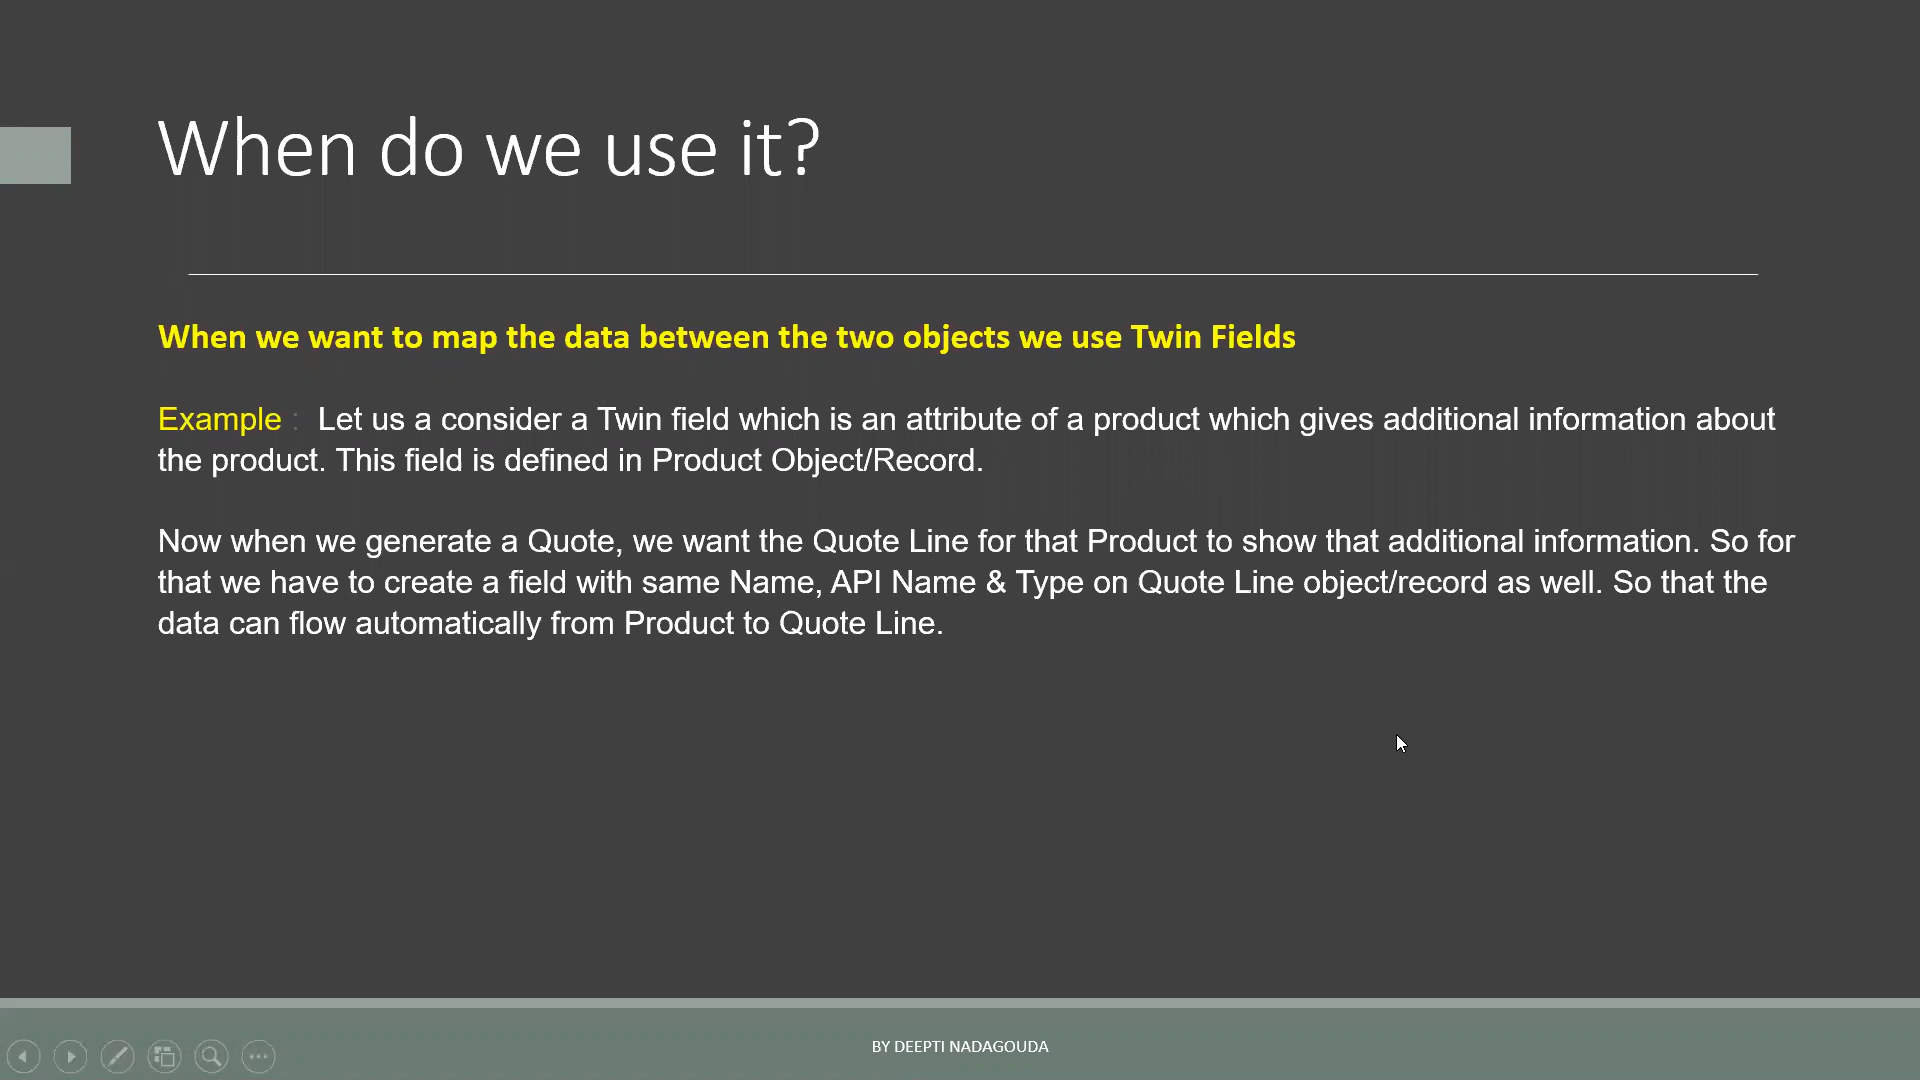 When do we use it?
When we want to map the data between the two objects we use Twin Fields
Example : Let us a consider a Twin field which is an attribute of a product which gives additional information about
the product. This field is defined in Product Object/Record.
Now when we generate a Quote, we want the Quote Line for that Product to show that additional information. So for
that we have to create a field with same Name, API Name & Type on Quote Line object/record as well. So that the
data can flow automatically from Product to Quote Line.
BY DEEPTI NADAGOUDA